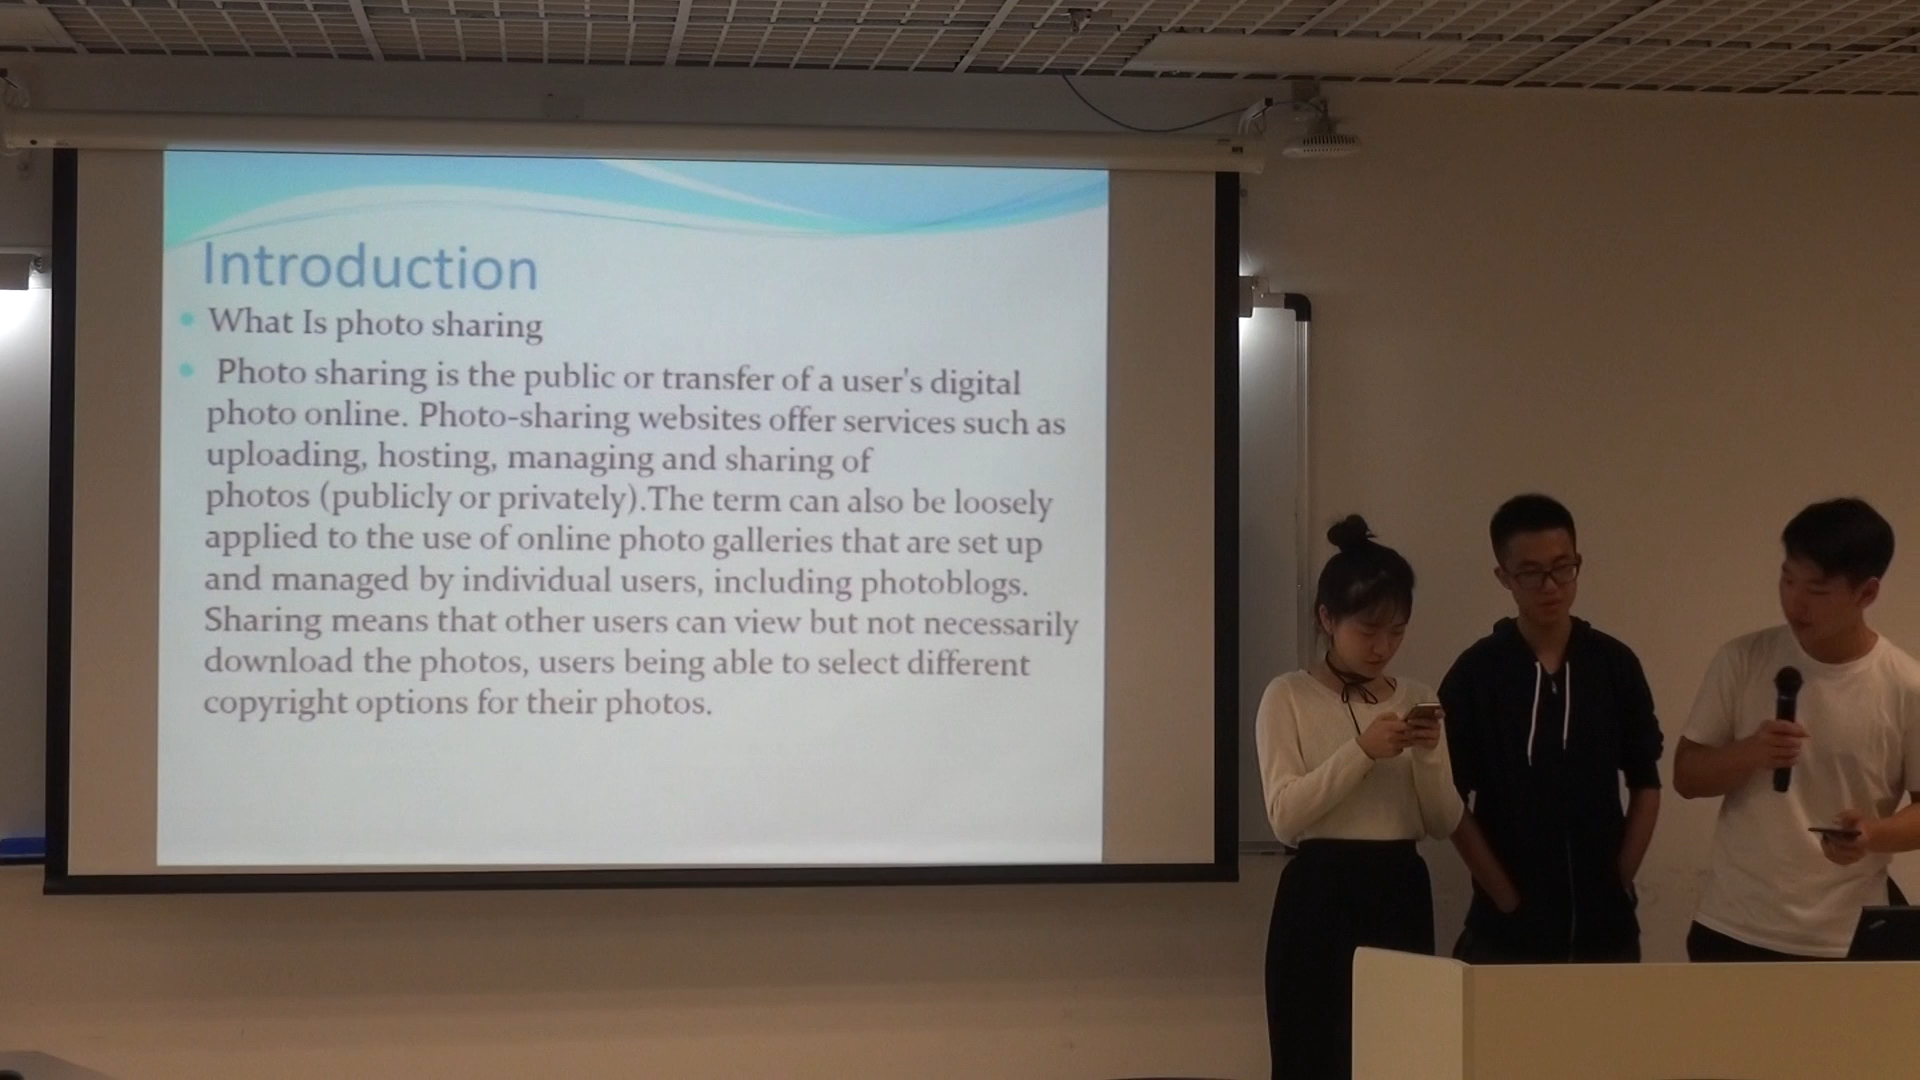 Introduction
What Is photo sharing
Photo sharing is the public or transfer of a user's digital
photo online. Photo-sharing websites offer services such as
uploading, hosting, managing and sharing of
photos (publicly or privately).The term can also be loosely
applied to the use of online photo galleries that are set up
and managed by individual users, including photoblogs.
Sharing means that other users can view but not necessarily
download the photos, users being able to select different
copyright options for their photos.